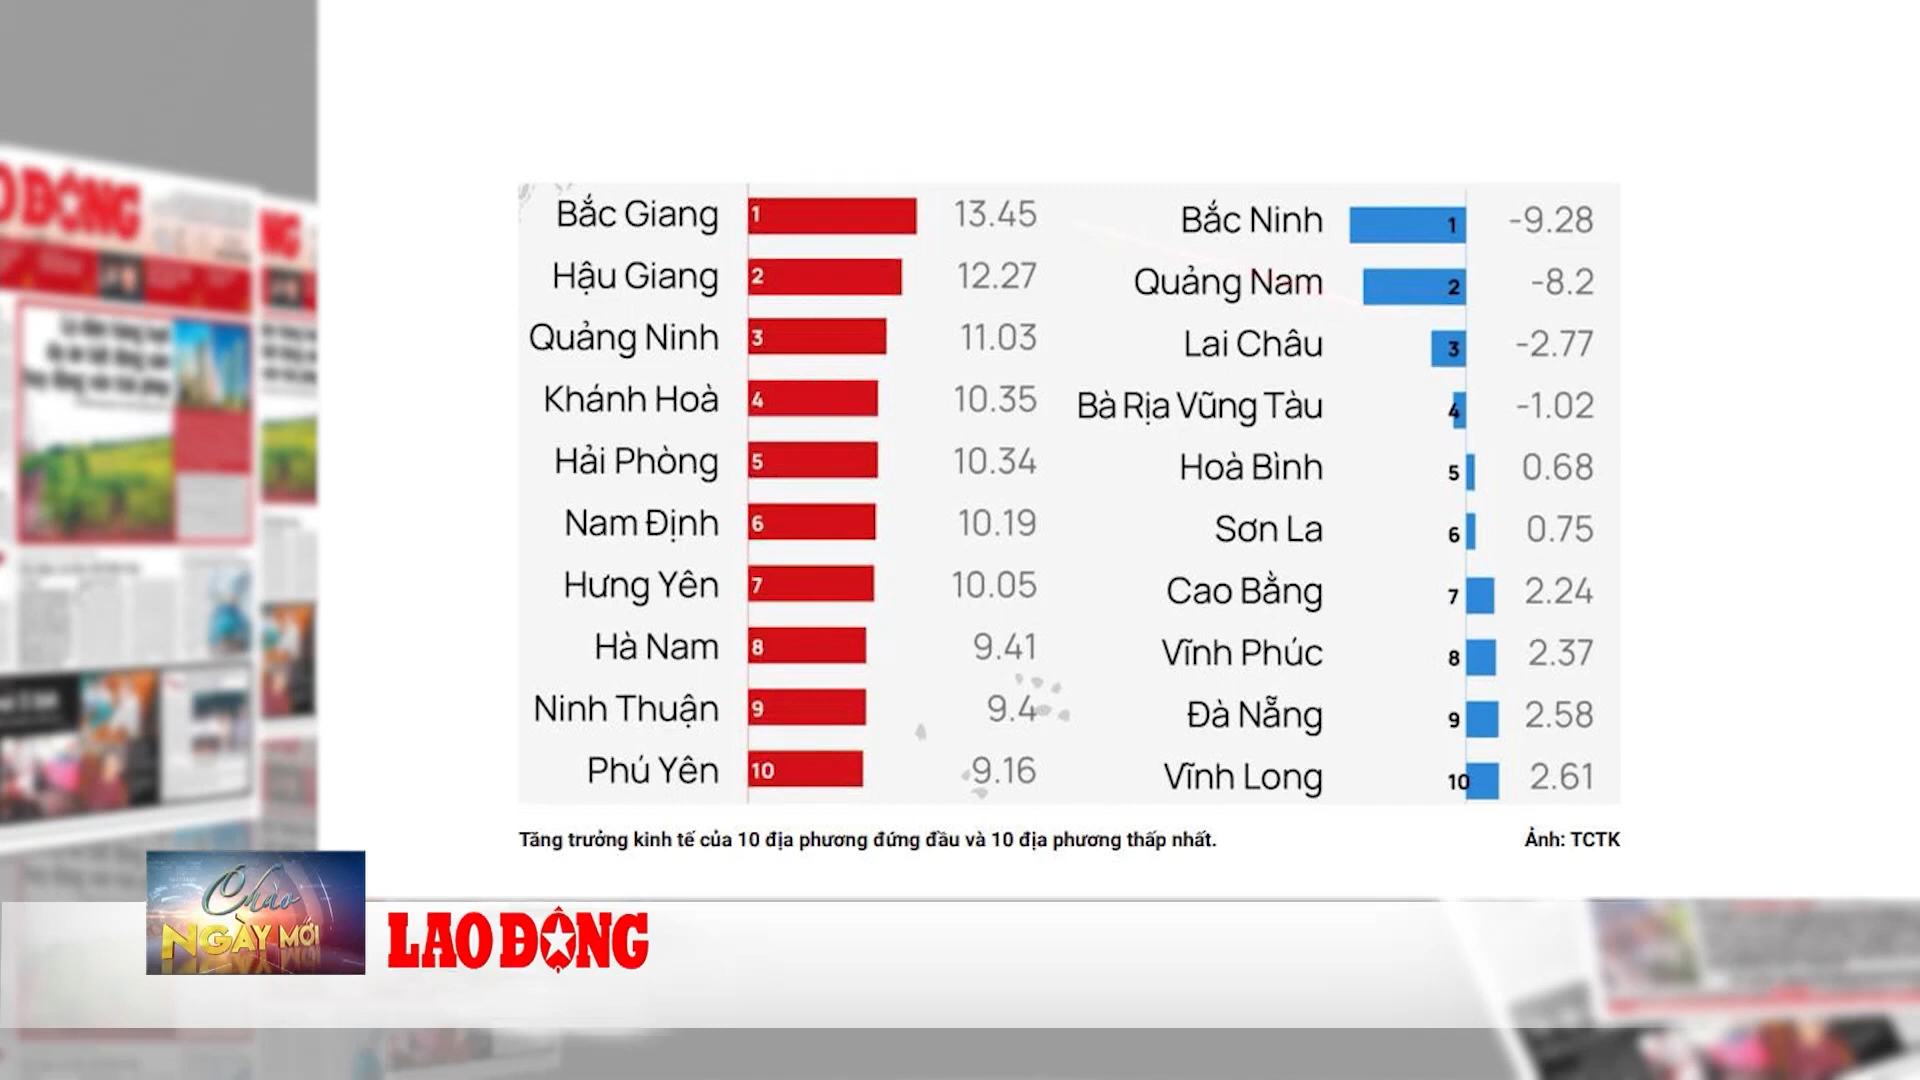 Bắc Giang 1 13.45
Hậu Giang 2 12.27
Quảng Ninh 3 11.03
Khánh Hoà 4 10.35
Hải Phòng 5 10.34
Nam Định 6 10.19
Hưng Yên 7 10.05
Hà Nam 8 9.41
Ninh Thuận 9 9.4
Phú Yên 10 9.16
Bắc Ninh 1 -9.28
Quảng Nam 2 -8.2
Lai Châu 3 -2.77
Bà Rịa Vũng Tàu 4 -1.02
Hoà Bình 5 0.68
Sơn La 6 0.75
Cao Bằng 7 2.24
Vĩnh Phúc 8 2.37
Đà Nẵng 9 2.58
Vĩnh Long 10 2.61
Tăng trưởng kinh tế của 10 địa phương đứng đầu và 10 địa phương thấp nhất. Ảnh: TCTK
Chào
NGÀY MỚI
LAO ĐỘNG